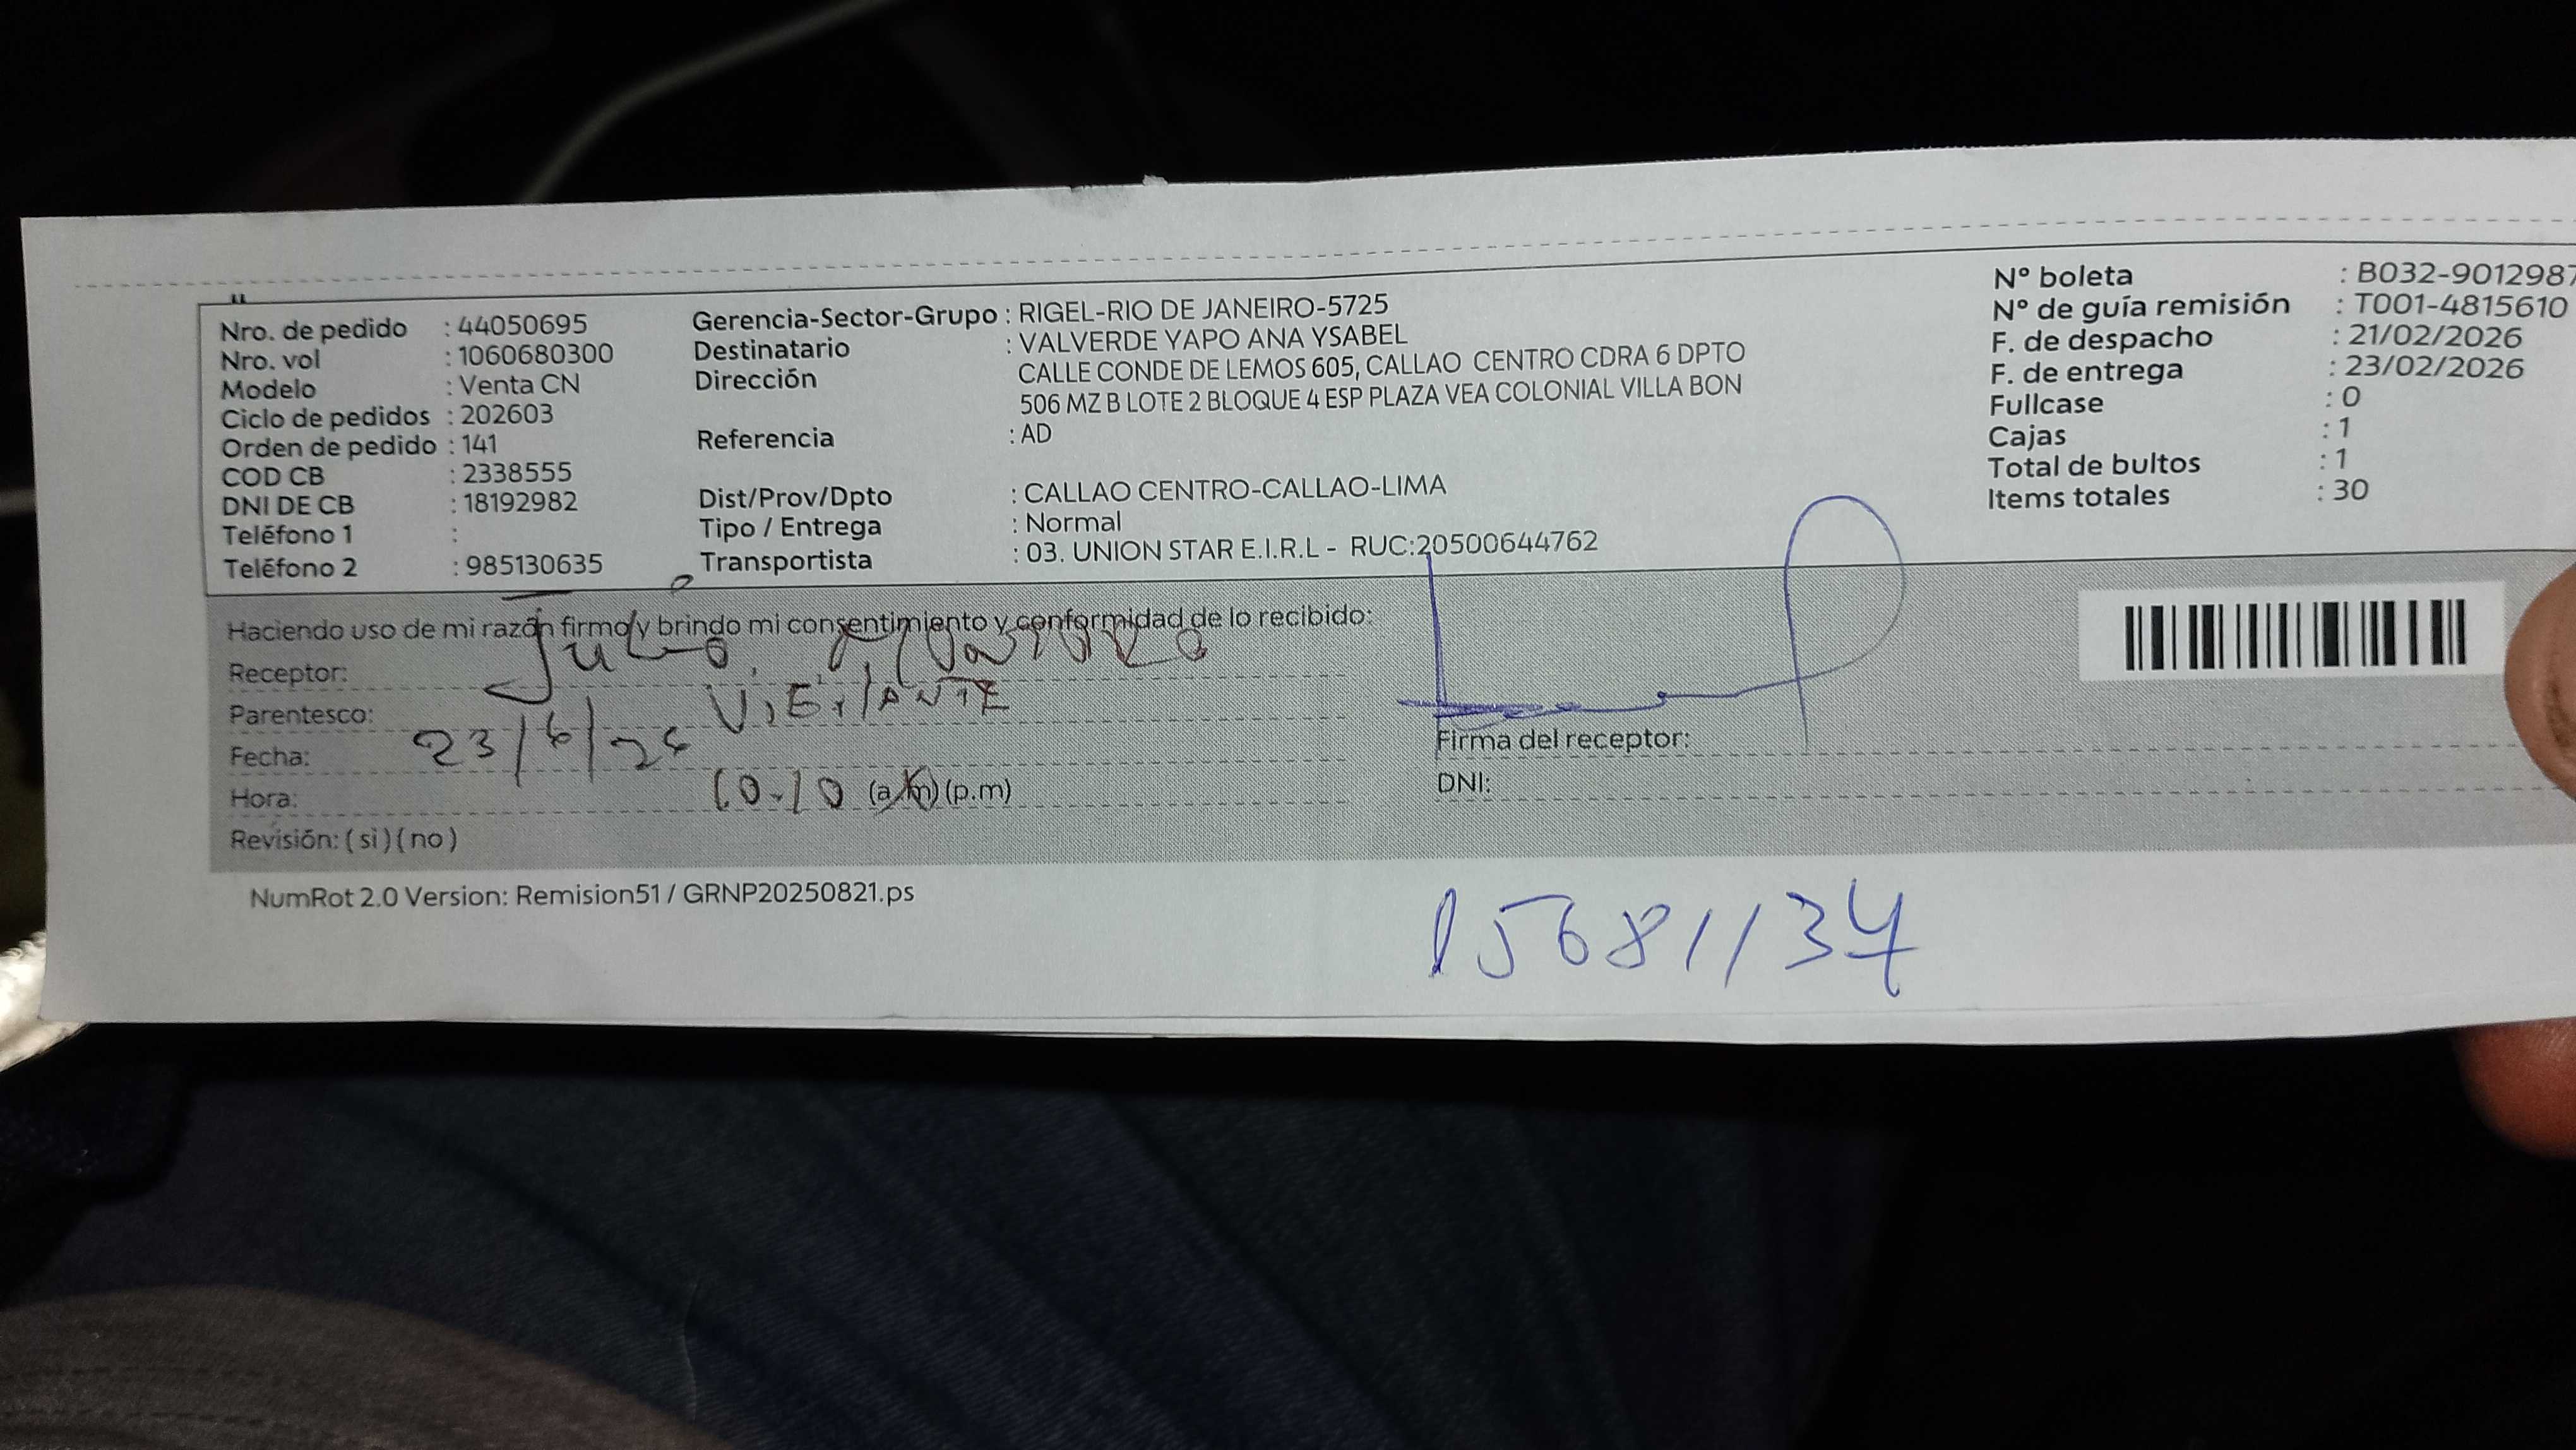 Nro. de pedido : 44050695
Nro. vol : 1060680300
Modelo : Venta CN
Ciclo de pedidos : 202603
Orden de pedido : 141
COD CB : 2338555
DNI DE CB : 18192982
Teléfono 1 :
Teléfono 2 : 985130635
Gerencia-Sector-Grupo : RIGEL-RIO DE JANEIRO-5725
Destinatario : VALVERDE YAPO ANA YSABEL
Dirección CALLE CONDE DE LEMOS 605, CALLAO CENTRO CDRA 6 DPTO
506 MZ B LOTE 2 BLOQUE 4 ESP PLAZA VEA COLONIAL VILLA BON
Referencia : AD
Dist/Prov/Dpto : CALLAO CENTRO-CALLAO-LIMA
Tipo / Entrega : Normal
Transportista : 03. UNION STAR E.I.R.L - RUC:20500644762
N° boleta : B032-9012987
N° de guía remisión : T001-4815610
F. de despacho : 21/02/2026
F. de entrega : 23/02/2026
Fullcase : 0
Cajas : 1
Total de bultos : 1
Items totales : 30
Haciendo uso de mi razón firmo y brindo mi consentimiento y conformidad de lo recibido:
Receptor: Julio
Parentesco:
Fecha: 23/
Hora: 10.10 (a.m) (p.m)
Revisión: ( si ) ( no )
Firma del receptor:
DNI:
15681134
NumRot 2.0 Version: Remision51 / GRNP20250821.ps